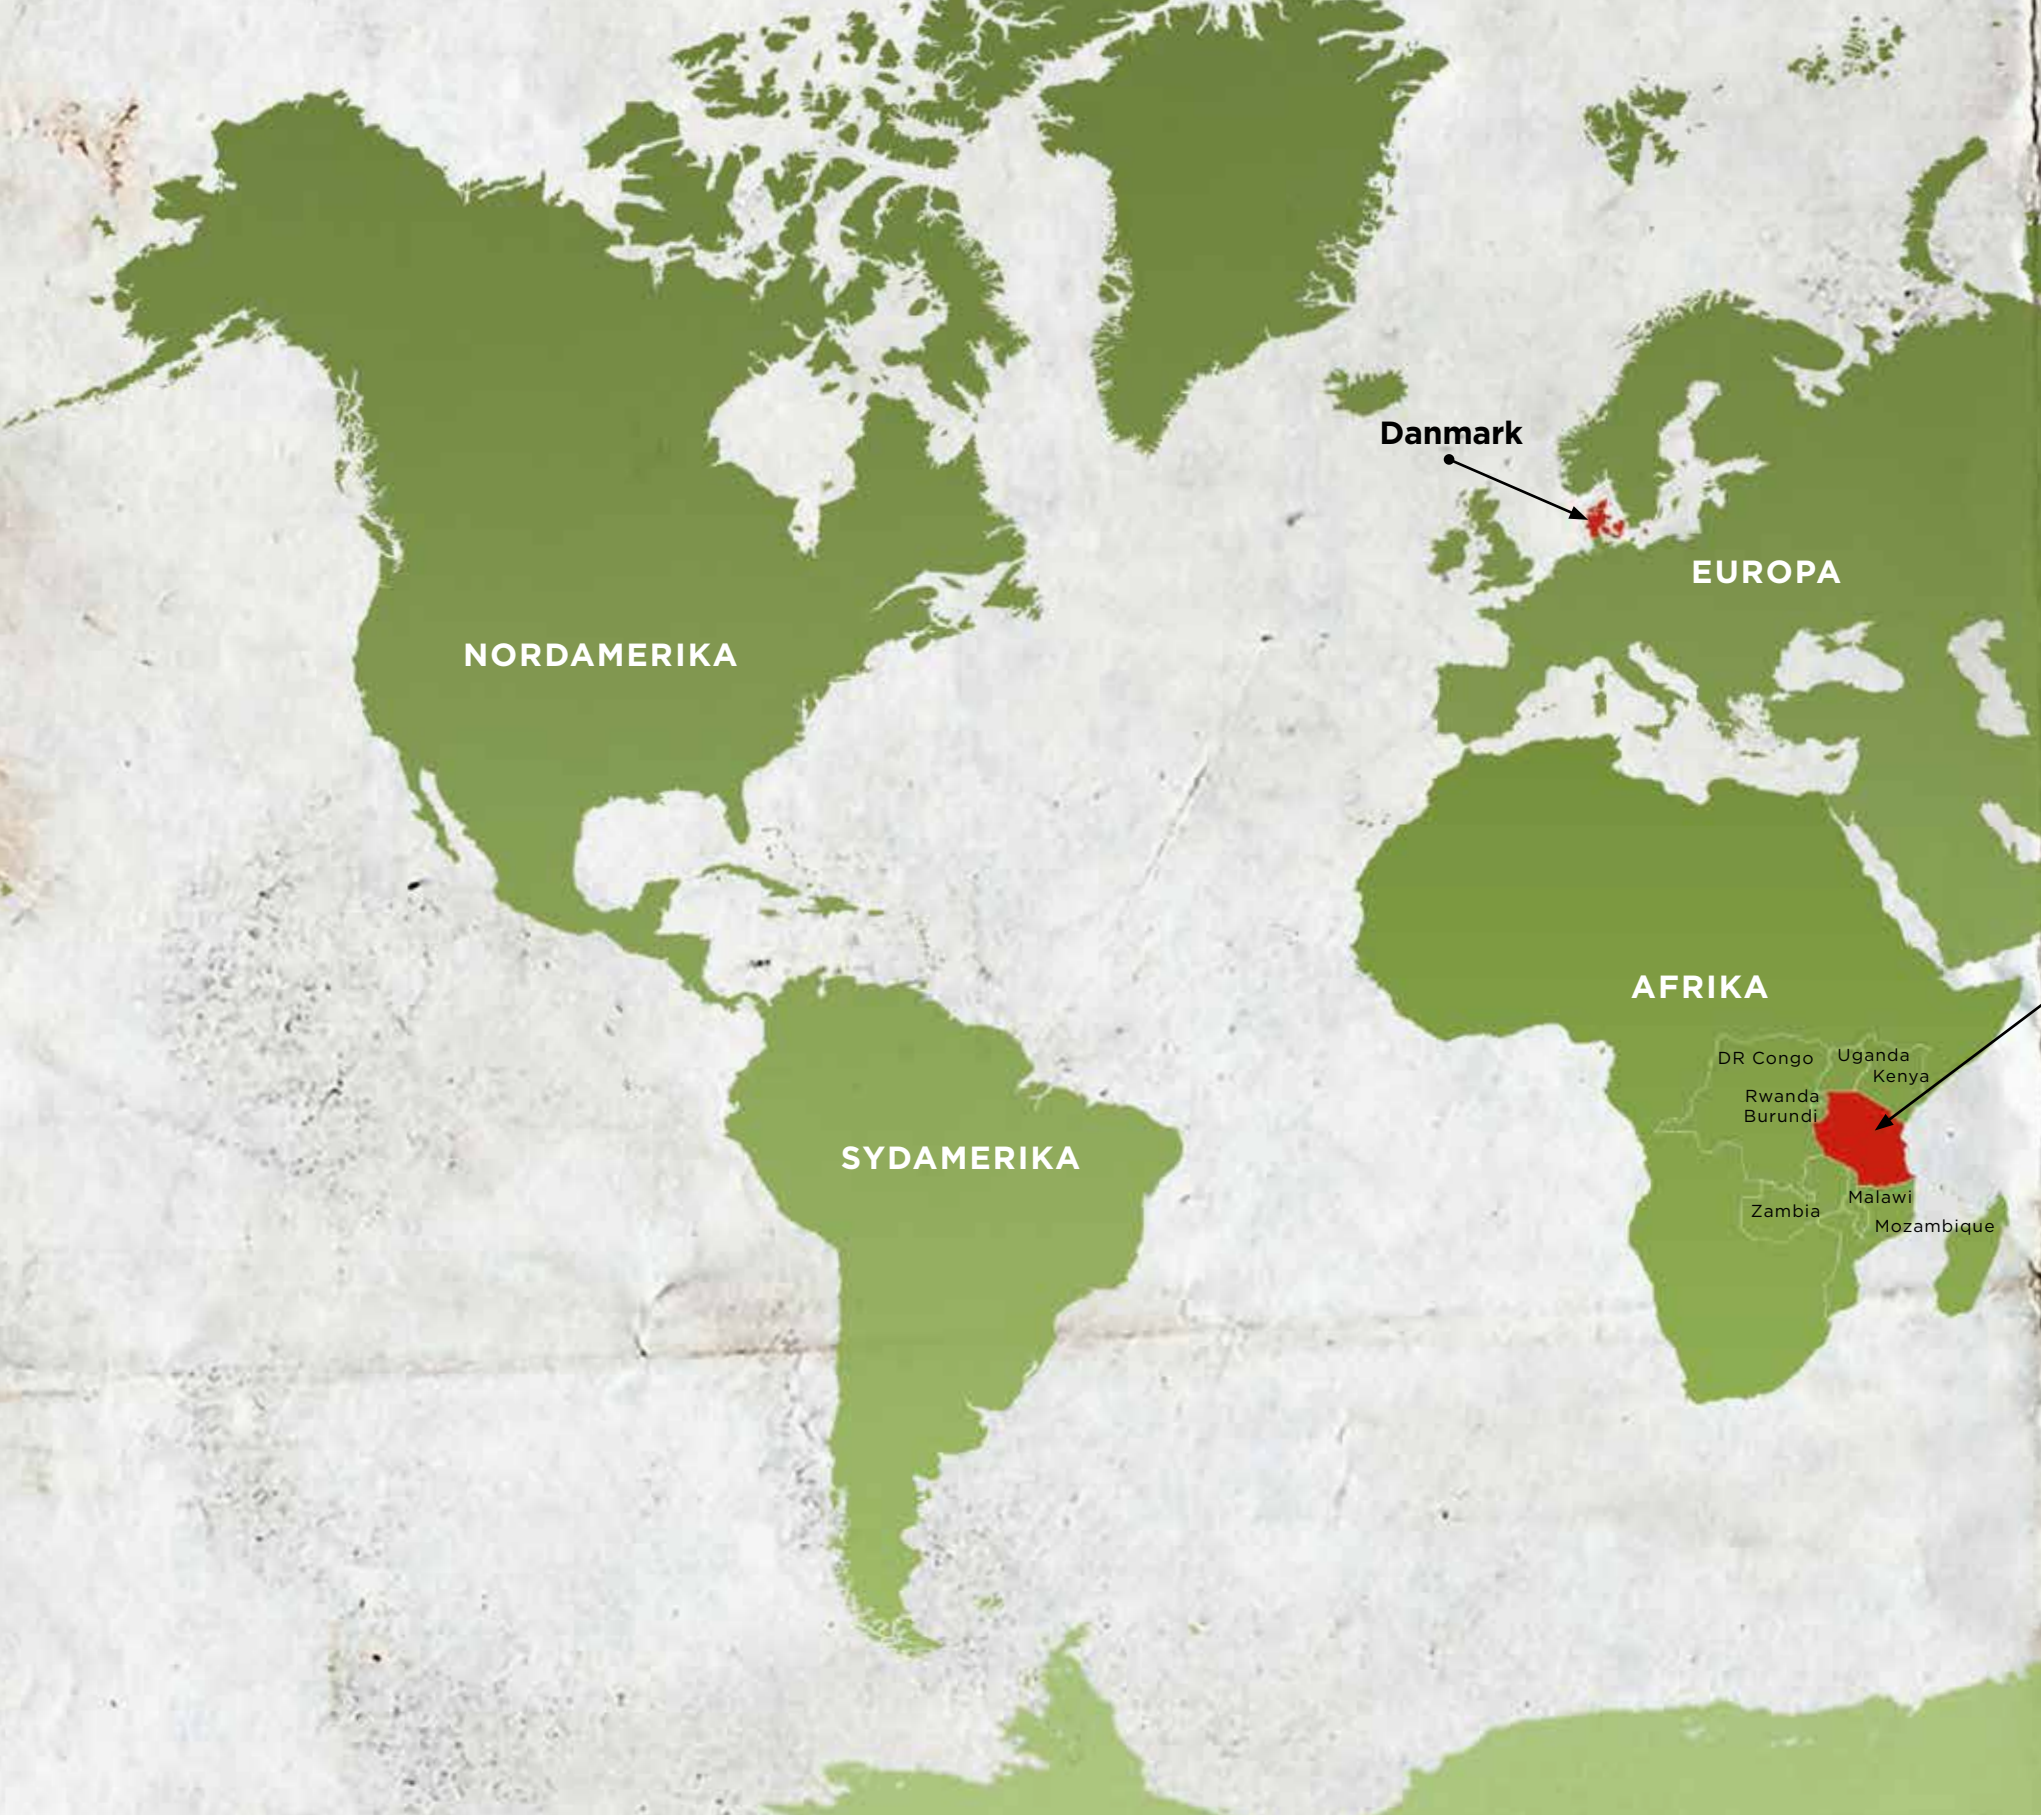 Danmark
EUROPA
NORDAMERIKA
AFRIKA
DR Congo
Uganda
Kenya
Rwanda
Burundi
SYDAMERIKA
Malawi
Zambia
Mozambique